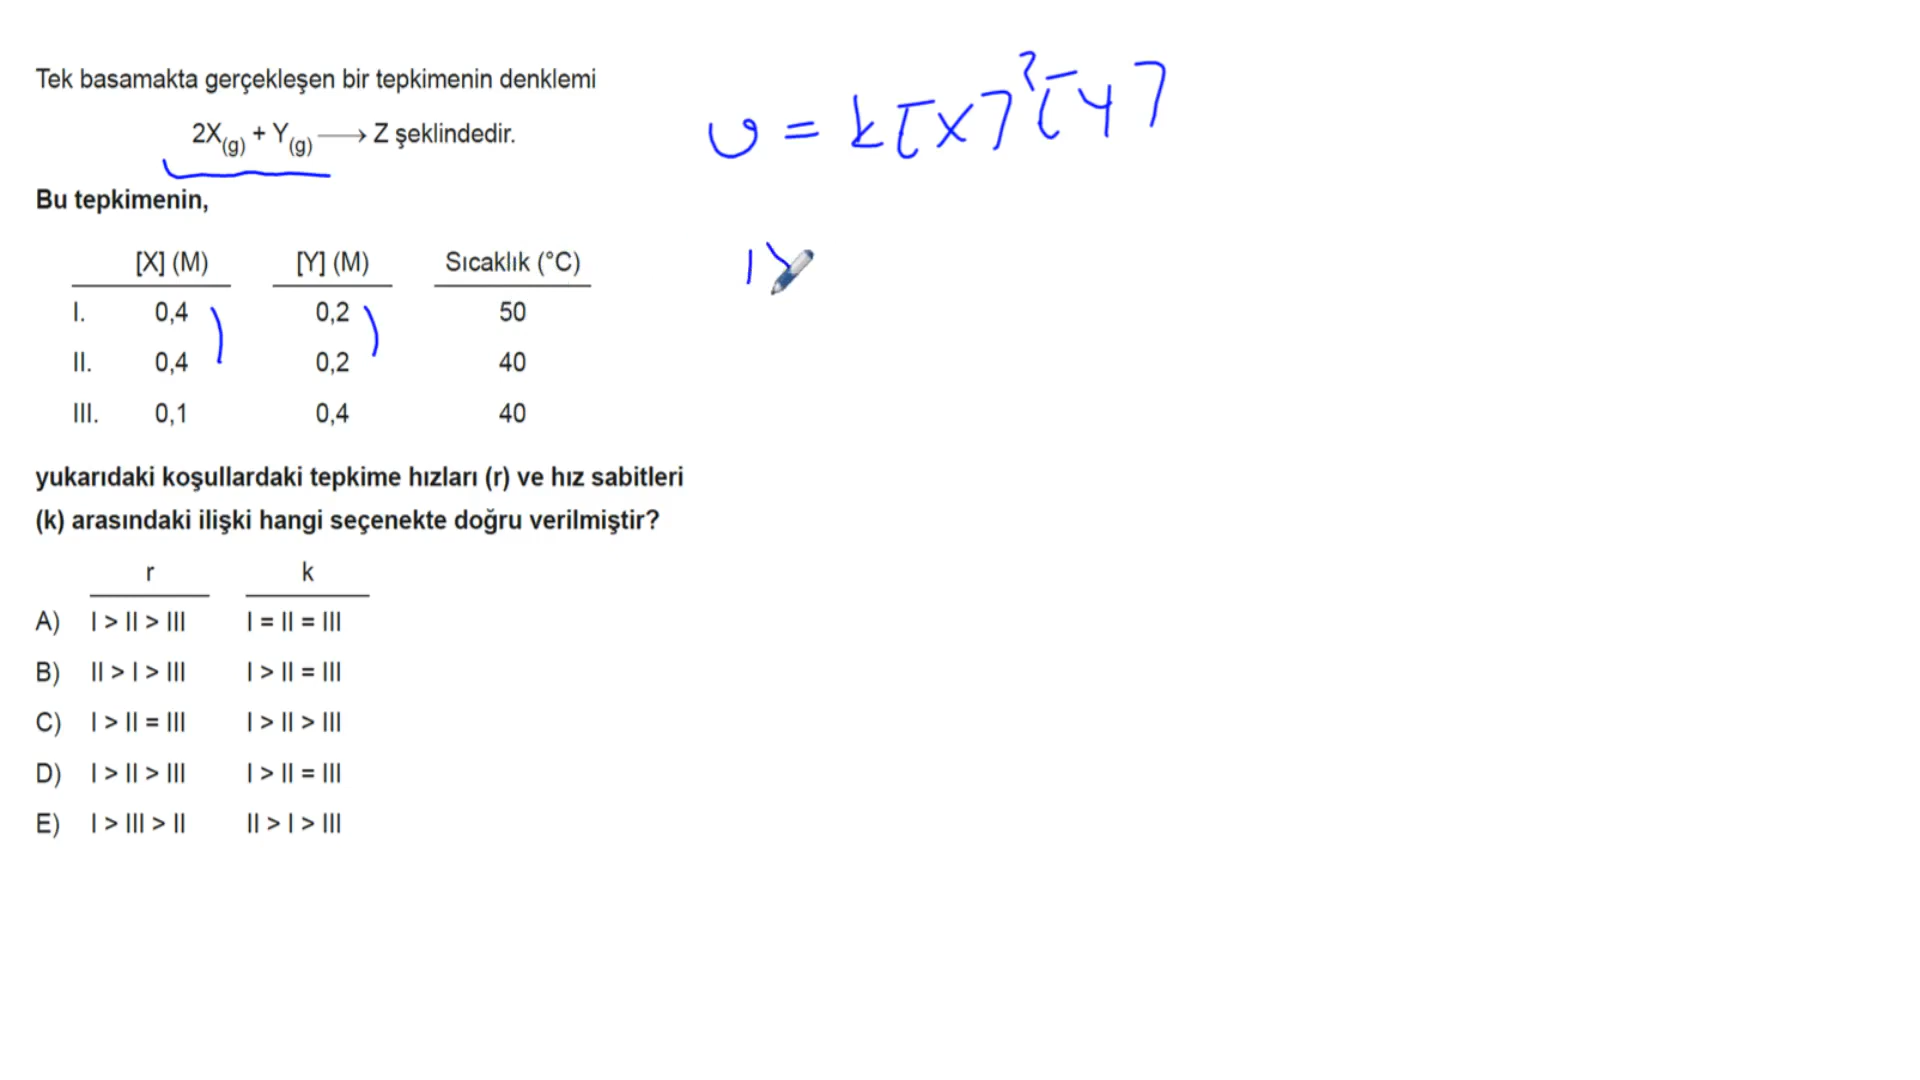 Tek basamakta gerçekleşen bir tepkimenin denklemi
2X(g) + Y(g) ⟶ Z şeklindedir.
υ = k[X]²[Y]
Bu tepkimenin,
[X] (M) [Y] (M) Sıcaklık (°C)
I. 0,4 0,2 50
II. 0,4 0,2 40
III. 0,1 0,4 40
yukarıdaki koşullardaki tepkime hızları (r) ve hız sabitleri
(k) arasındaki ilişki hangi seçenekte doğru verilmiştir?
r k
A) I > II > III I = II = III
B) II > I > III I > II = III
C) I > II = III I > II > III
D) I > II > III I > II = III
E) I > III > II II > I > III